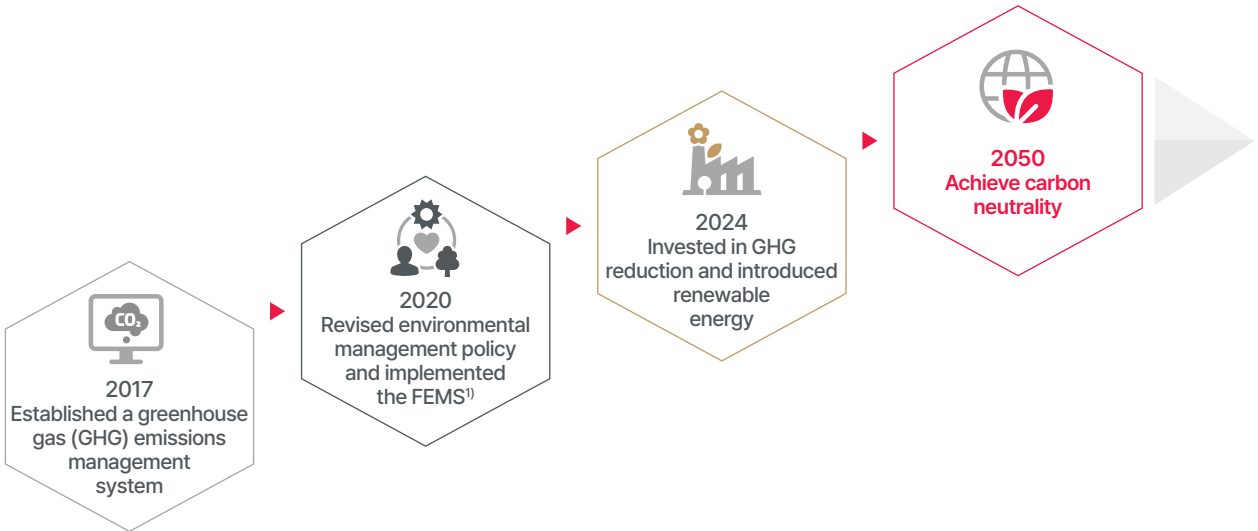 CO₂
2017
Established a greenhouse
gas (GHG) emissions
management
system
2020
Revised environmental
management policy
and implemented
the FEMS¹⁾
2024
Invested in GHG
reduction and introduced
renewable
energy
2050
Achieve carbon
neutrality